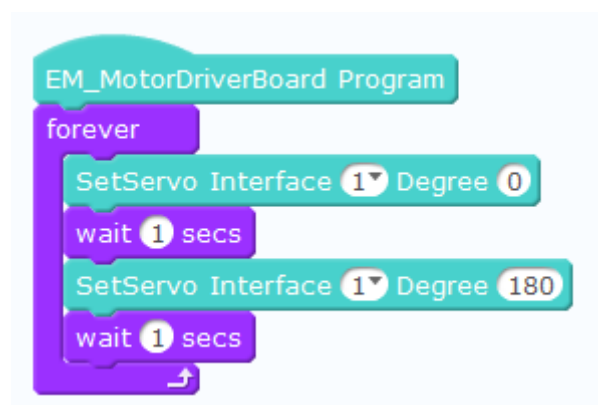 EM_MotorDriverBoard Program
forever
SetServo Interface 1 Degree 0
wait 1 secs
SetServo Interface 1 Degree 180
wait 1 secs